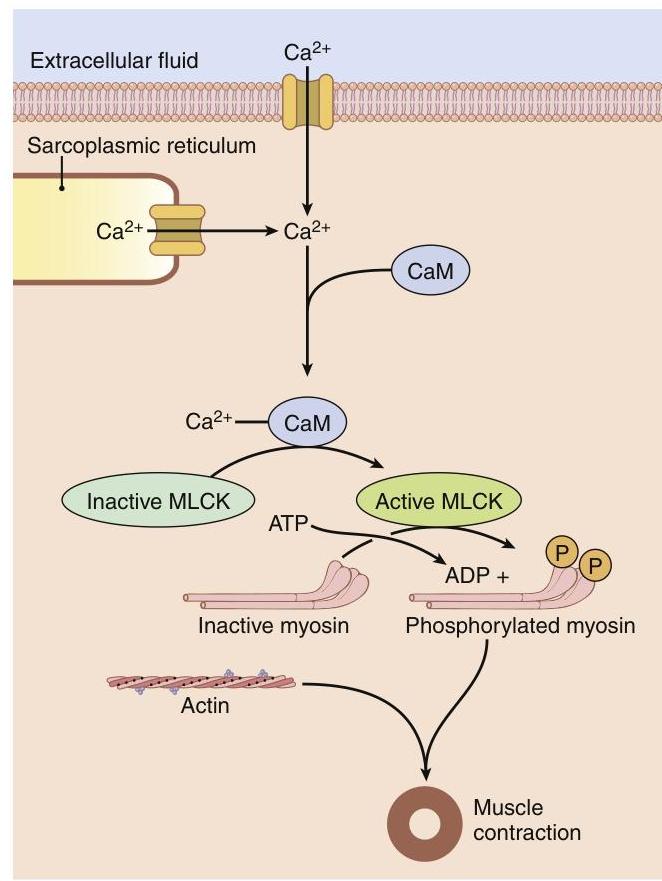 Ca²⁺
Extracellular fluid
Sarcoplasmic reticulum
Ca²⁺
Ca²⁺
CaM
Ca²⁺
CaM
Inactive MLCK
Active MLCK
ATP
P
P
ADP +
Inactive myosin
Phosphorylated myosin
Actin
Muscle
contraction